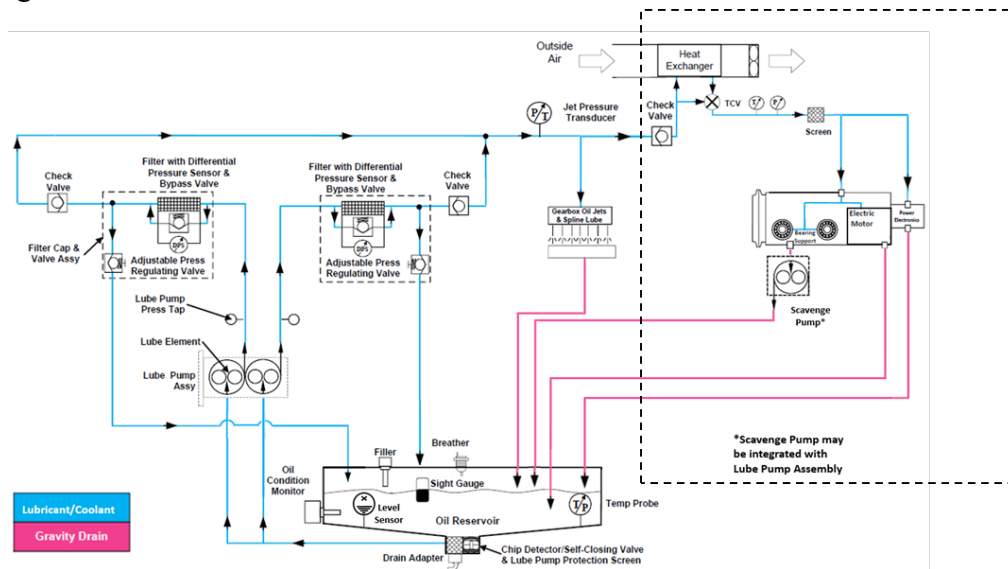 Outside
Air
Heat
Exchanger
P/T
Jet Pressure
Transducer
Check
Valve
TCV
T
P
Screen
Filter with Differential
Pressure Sensor &
Bypass Valve
Filter with Differential
Pressure Sensor &
Bypass Valve
Check
Valve
Check
Valve
DPS
DPS
Filter Cap &
Valve Assy
Adjustable Press
Regulating Valve
Adjustable Press
Regulating Valve
Gearbox Oil Jets
& Spline Lube
Electric
Motor
Power
Electronics
Bearing
Support
Lube Pump
Press Tap
Scavenge
Pump*
Lube Element
Lube Pump
Assy
*Scavenge Pump may
be integrated with
Lube Pump Assembly
Filler
Breather
Oil
Condition
Monitor
Sight Gauge
Level
Sensor
T/P
Temp Probe
Oil Reservoir
Lubricant/Coolant
Gravity Drain
Drain Adapter
Chip Detector/Self-Closing Valve
& Lube Pump Protection Screen